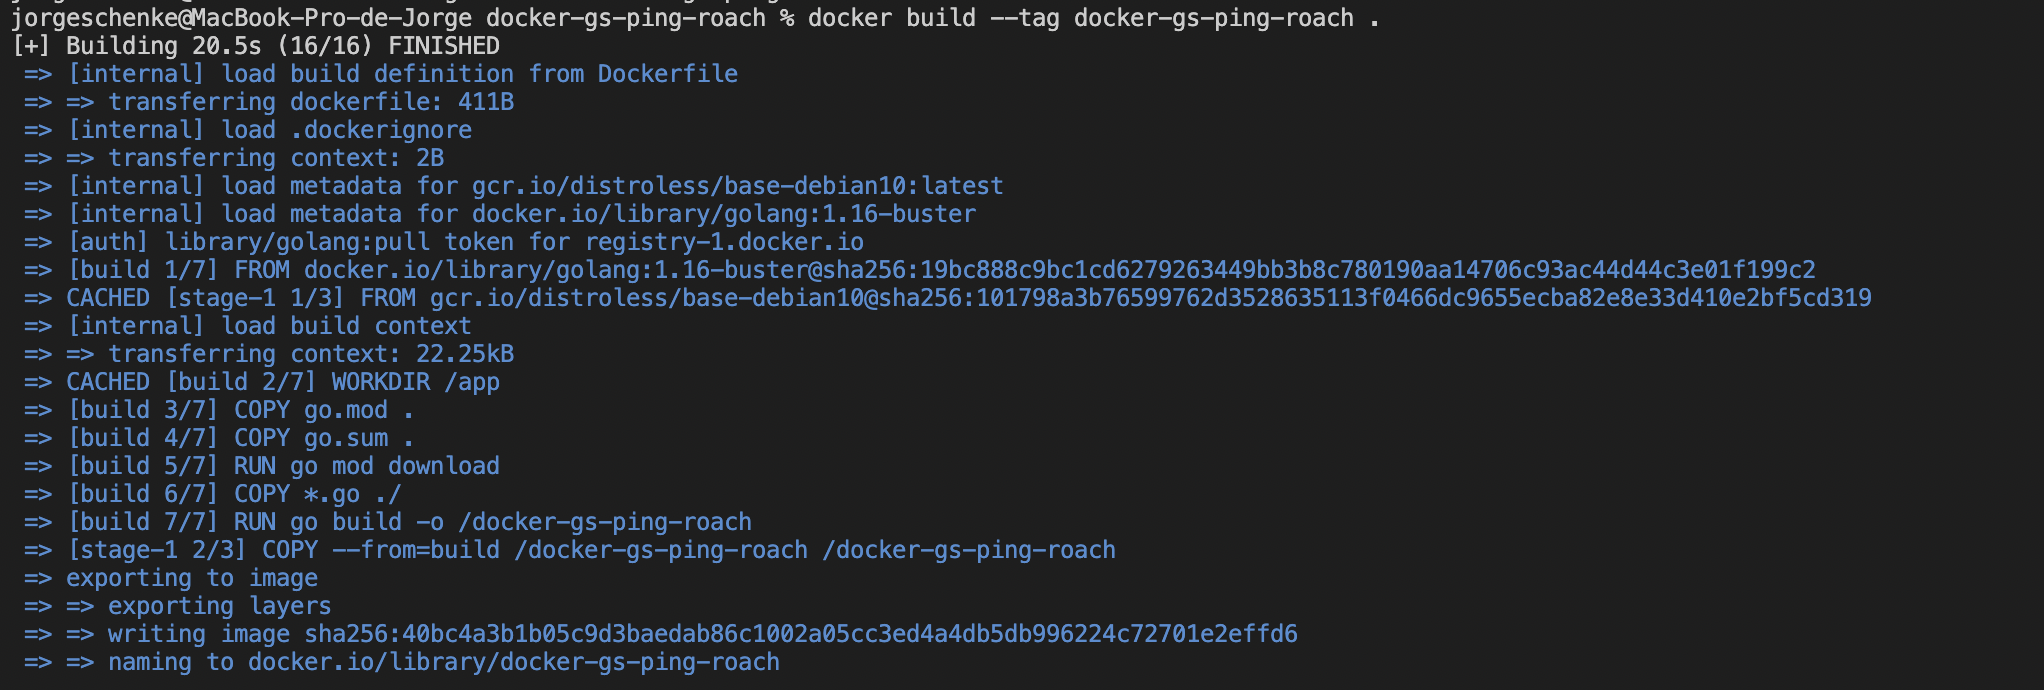 jorgeschenke@MacBook-Pro-de-Jorge docker-gs-ping-roach % docker build --tag docker-gs-ping-roach .
[+] Building 20.5s (16/16) FINISHED
=> [internal] load build definition from Dockerfile
=> => transferring dockerfile: 411B
=> [internal] load .dockerignore
=> => transferring context: 2B
=> [internal] load metadata for gcr.io/distroless/base-debian10:latest
=> [internal] load metadata for docker.io/library/golang:1.16-buster
=> [auth] library/golang:pull token for registry-1.docker.io
=> [build 1/7] FROM docker.io/library/golang:1.16-buster@sha256:19bc888c9bc1cd6279263449bb3b8c780190aa14706c93ac44d44c3e01f199c2
=> CACHED [stage-1 1/3] FROM gcr.io/distroless/base-debian10@sha256:101798a3b76599762d3528635113f0466dc9655ecba82e8e33d410e2bf5cd319
=> [internal] load build context
=> => transferring context: 22.25kB
=> CACHED [build 2/7] WORKDIR /app
=> [build 3/7] COPY go.mod .
=> [build 4/7] COPY go.sum .
=> [build 5/7] RUN go mod download
=> [build 6/7] COPY *.go ./
=> [build 7/7] RUN go build -o /docker-gs-ping-roach
=> [stage-1 2/3] COPY --from=build /docker-gs-ping-roach /docker-gs-ping-roach
=> exporting to image
=> => exporting layers
=> => writing image sha256:40bc4a3b1b05c9d3baedab86c1002a05cc3ed4a4db5db996224c72701e2effd6
=> => naming to docker.io/library/docker-gs-ping-roach